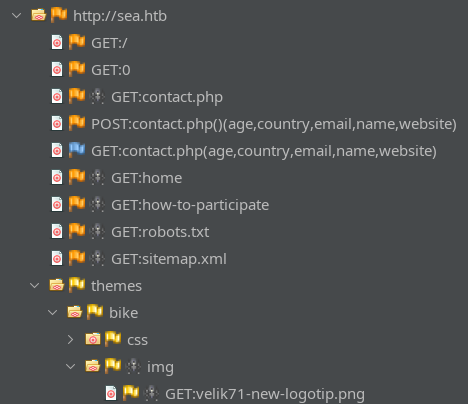 http://sea.htb
GET:/
GET:0
GET:contact.php
POST:contact.php()(age,country,email,name,website)
GET:contact.php(age,country,email,name,website)
GET:home
GET:how-to-participate
GET:robots.txt
GET:sitemap.xml
themes
bike
css
img
GET:velik71-new-logotip.png